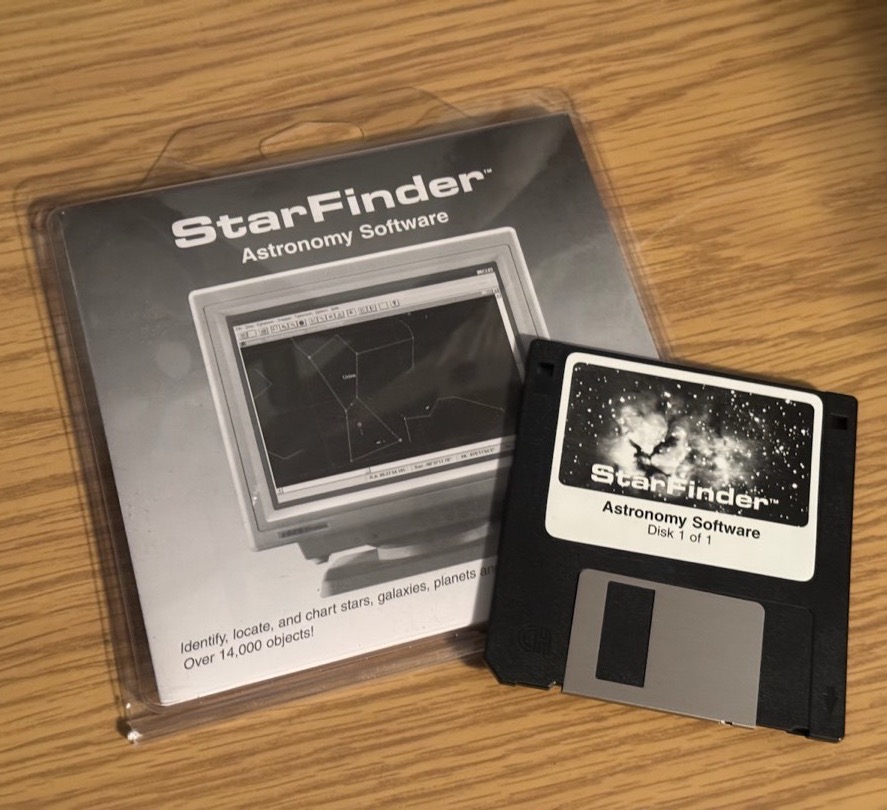 StarFinder™
Astronomy Software
Identify, locate, and chart stars, galaxies, planets an
Over 14,000 objects!
StarFinder™
Astronomy Software
Disk 1 of 1